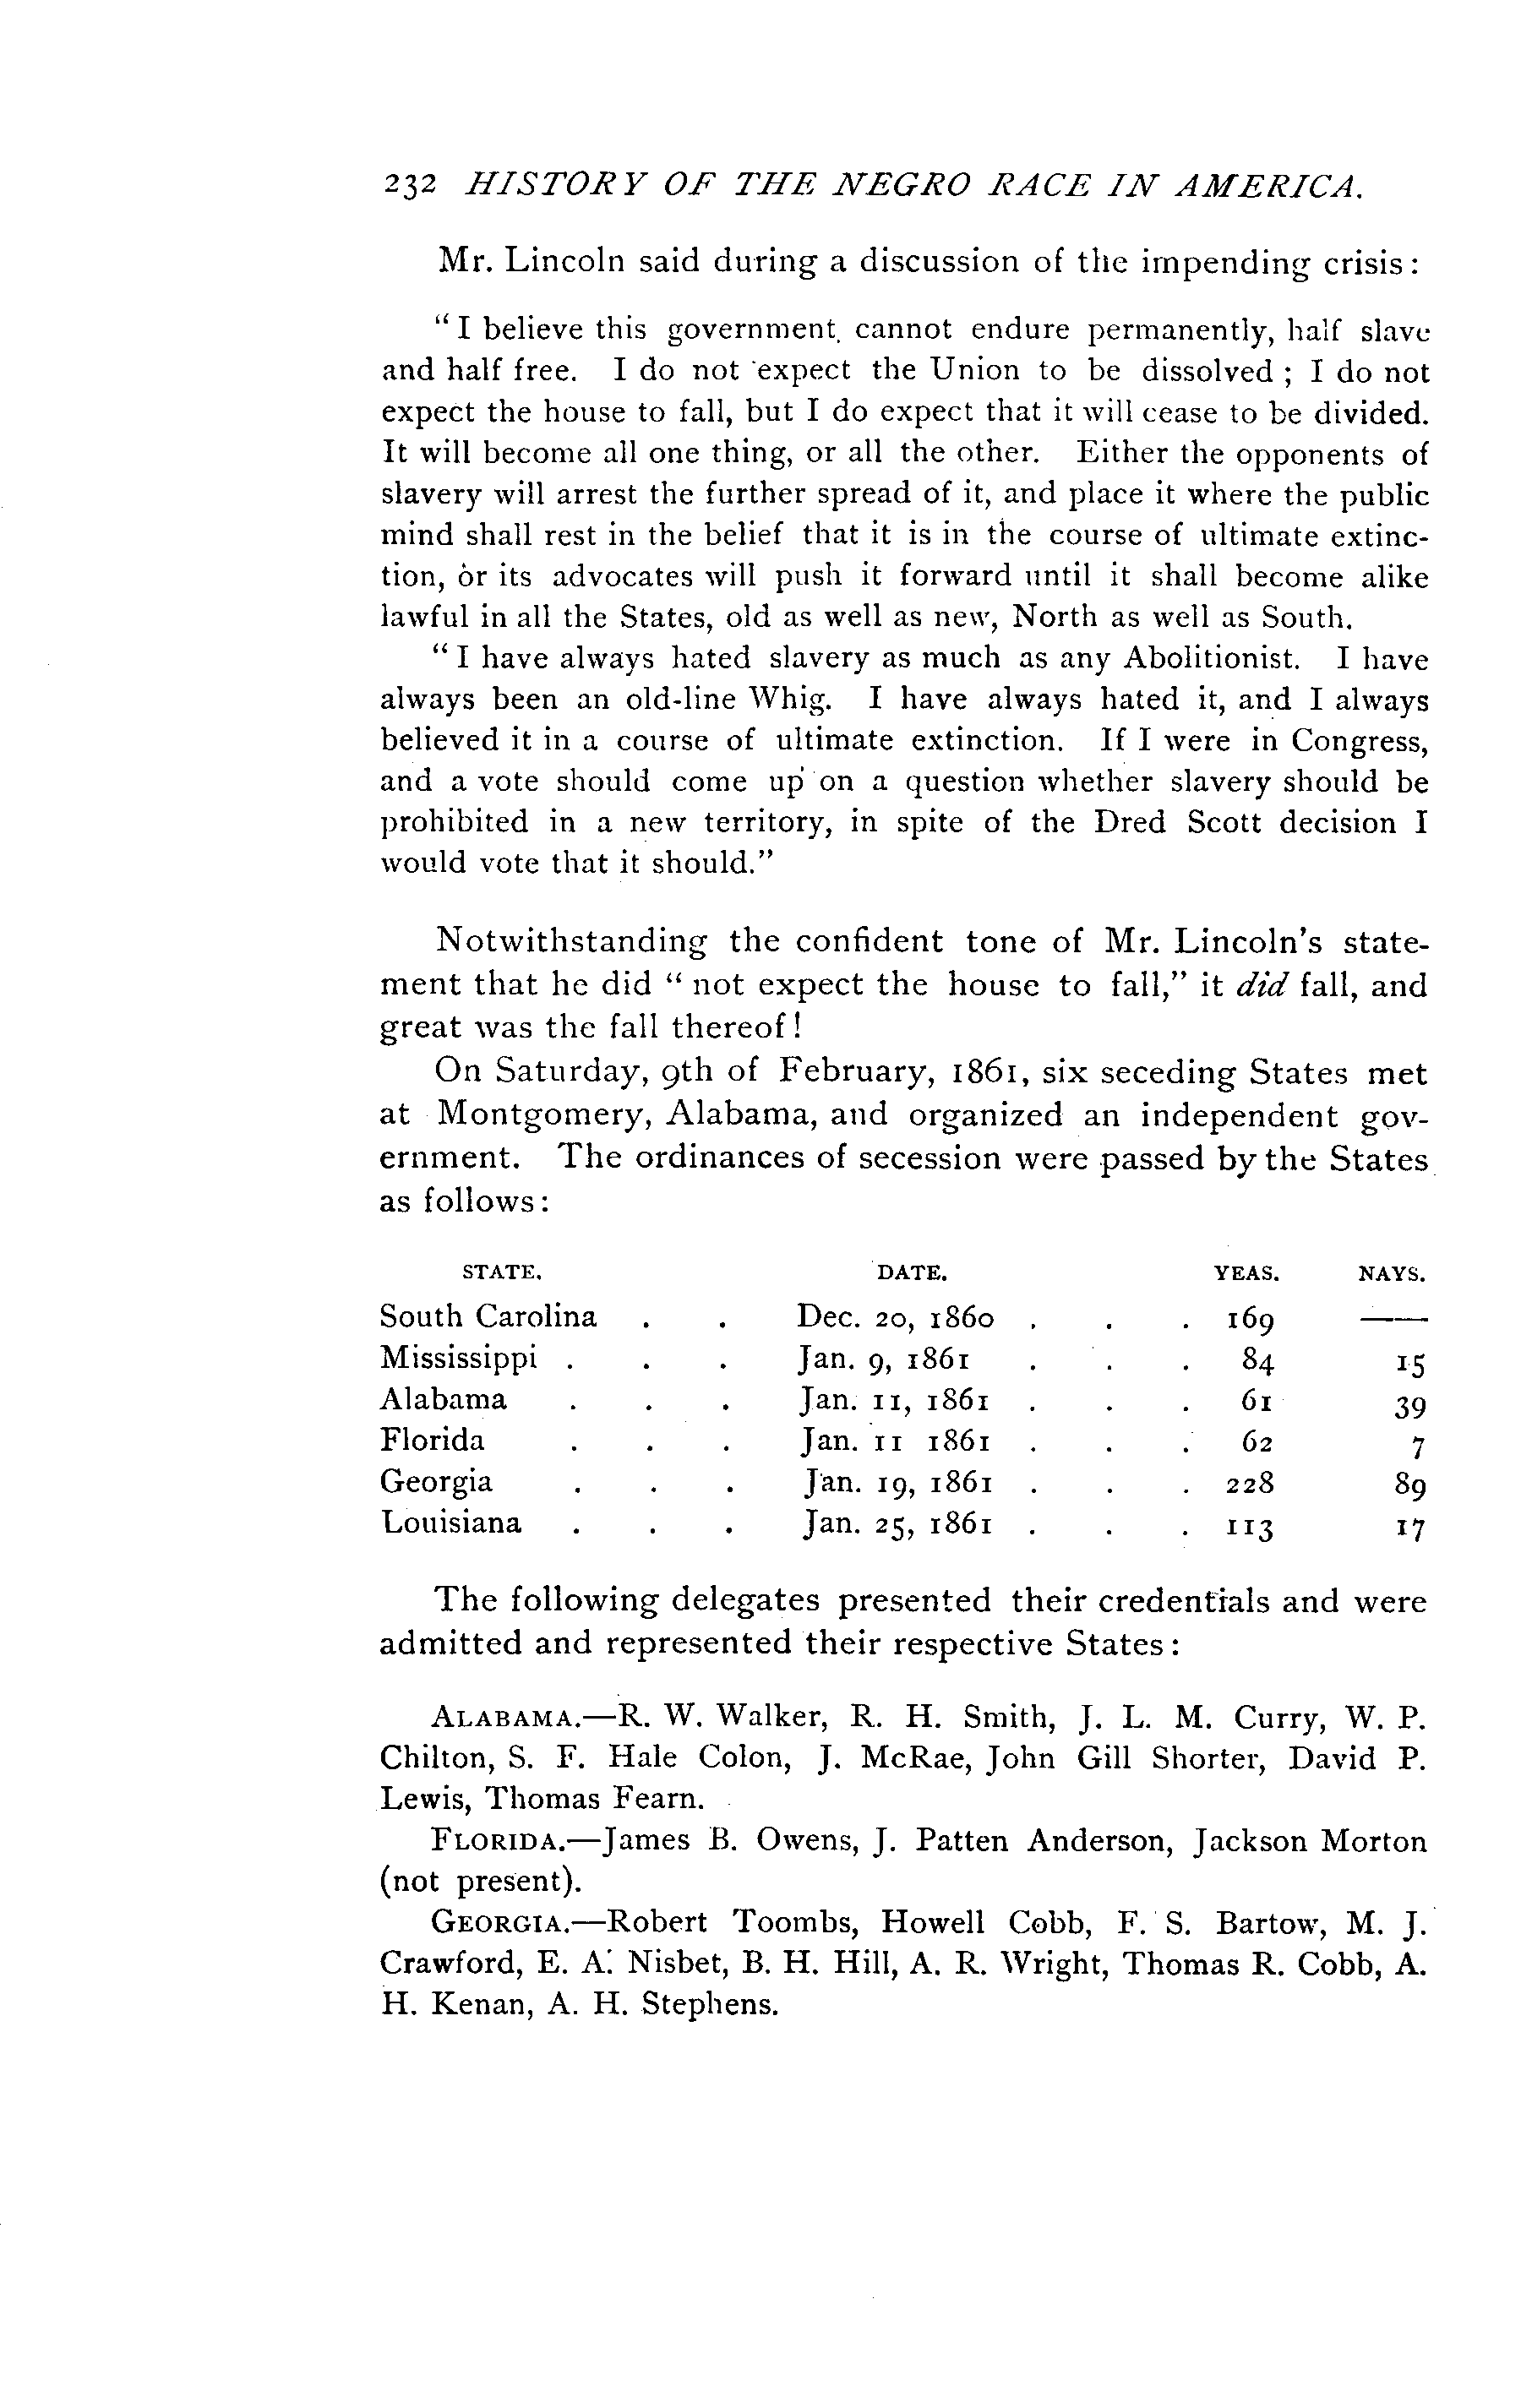 232 HISTORY OF THE NEGRO RACE IN AMERICA.
Mr. Lincoln said during a discussion of the impending crisis:
“I believe this government cannot endure permanently, half slave
and half free. I do not expect the Union to be dissolved; I do not
expect the house to fall, but I do expect that it will cease to be divided.
It will become all one thing, or all the other. Either the opponents of
slavery will arrest the further spread of it, and place it where the public
mind shall rest in the belief that it is in the course of ultimate extinc-
tion, or its advocates will push it forward until it shall become alike
lawful in all the States, old as well as new, North as well as South.
“I have always hated slavery as much as any Abolitionist. I have
always been an old-line Whig. I have always hated it, and I always
believed it in a course of ultimate extinction. If I were in Congress,
and a vote should come up on a question whether slavery should be
prohibited in a new territory, in spite of the Dred Scott decision I
would vote that it should.”
Notwithstanding the confident tone of Mr. Lincoln's state-
ment that he did “not expect the house to fall,” it did fall, and
great was the fall thereof!
On Saturday, 9th of February, 1861, six seceding States met
at Montgomery, Alabama, and organized an independent gov-
ernment. The ordinances of secession were passed by the States
as follows:
STATE. DATE. YEAS. NAYS.
South Carolina . . Dec. 20, 1860 . . . 169 ——
Mississippi . . . Jan. 9, 1861 . . . 84 15
Alabama . . . Jan. 11, 1861 . . . 61 39
Florida . . . Jan. 11 1861 . . . 62 7
Georgia . . . Jan. 19, 1861 . . . 228 89
Louisiana . . . Jan. 25, 1861 . . . 113 17
The following delegates presented their credentials and were
admitted and represented their respective States:
ALABAMA.—R. W. Walker, R. H. Smith, J. L. M. Curry, W. P.
Chilton, S. F. Hale Colon, J. McRae, John Gill Shorter, David P.
Lewis, Thomas Fearn.
FLORIDA.—James B. Owens, J. Patten Anderson, Jackson Morton
(not present).
GEORGIA.—Robert Toombs, Howell Cobb, F. S. Bartow, M. J.
Crawford, E. A. Nisbet, B. H. Hill, A. R. Wright, Thomas R. Cobb, A.
H. Kenan, A. H. Stephens.